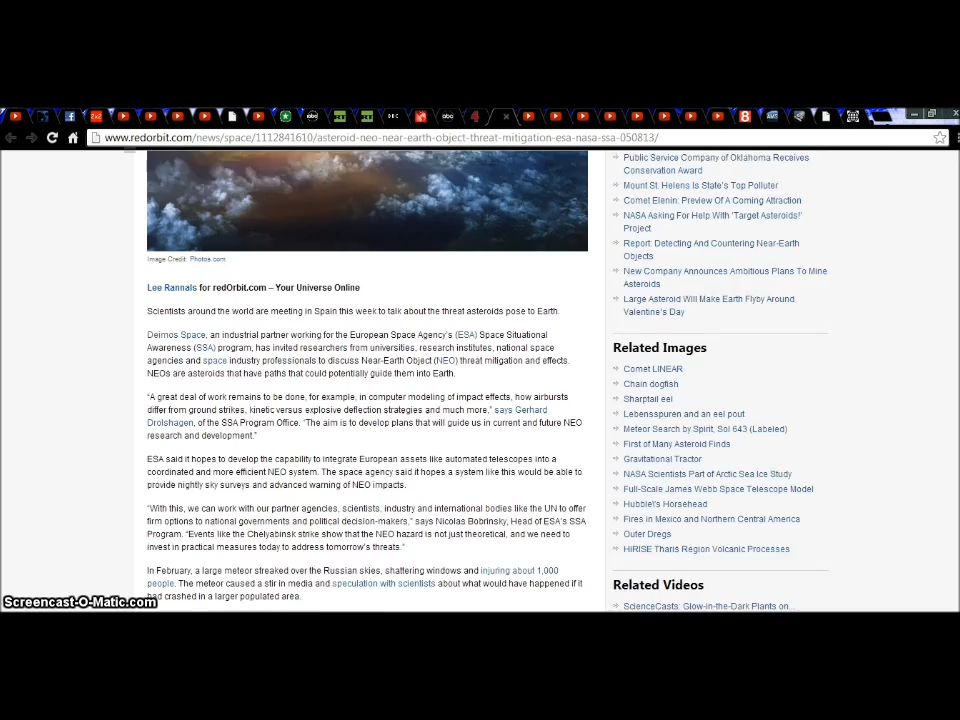 2x2
abc
RT
RT
BBC
abc
4
8
www.redorbit.com/news/space/1112841610/asteroid-neo-near-earth-object-threat-mitigation-esa-nasa-ssa-050813/
Image Credit: Photos.com
Lee Rannals for redOrbit.com – Your Universe Online
Scientists around the world are meeting in Spain this week to talk about the threat asteroids pose to Earth.
Deimos Space, an industrial partner working for the European Space Agency's (ESA) Space Situational
Awareness (SSA) program, has invited researchers from universities, research institutes, national space
agencies and space industry professionals to discuss Near-Earth Object (NEO) threat mitigation and effects.
NEOs are asteroids that have paths that could potentially guide them into Earth.
“A great deal of work remains to be done, for example, in computer modeling of impact effects, how airbursts
differ from ground strikes, kinetic versus explosive deflection strategies and much more,” says Gerhard
Drolshagen, of the SSA Program Office. “The aim is to develop plans that will guide us in current and future NEO
research and development.”
ESA said it hopes to develop the capability to integrate European assets like automated telescopes into a
coordinated and more efficient NEO system. The space agency said it hopes a system like this would be able to
provide nightly sky surveys and advanced warning of NEO impacts.
“With this, we can work with our partner agencies, scientists, industry and international bodies like the UN to offer
firm options to national governments and political decision-makers,” says Nicolas Bobrinsky, Head of ESA's SSA
Program. “Events like the Chelyabinsk strike show that the NEO hazard is not just theoretical, and we need to
invest in practical measures today to address tomorrow's threats.”
In February, a large meteor streaked over the Russian skies, shattering windows and injuring about 1,000
people. The meteor caused a stir in media and speculation with scientists about what would have happened if it
had crashed in a larger populated area.
Public Service Company of Oklahoma Receives
Conservation Award
Mount St. Helens Is State's Top Polluter
Comet Elenin: Preview Of A Coming Attraction
NASA Asking For Help With 'Target Asteroids!'
Project
Report: Detecting And Countering Near-Earth
Objects
New Company Announces Ambitious Plans To Mine
Asteroids
Large Asteroid Will Make Earth Flyby Around
Valentine's Day
Related Images
Comet LINEAR
Chain dogfish
Sharptail eel
Lebensspuren and an eel pout
Meteor Search by Spirit, Sol 643 (Labeled)
First of Many Asteroid Finds
Gravitational Tractor
NASA Scientists Part of Arctic Sea Ice Study
Full-Scale James Webb Space Telescope Model
Hubble's Horsehead
Fires in Mexico and Northern Central America
Outer Dregs
HiRISE Tharis Region Volcanic Processes
Related Videos
ScienceCasts: Glow-in-the-Dark Plants on...
Screencast-O-Matic.com